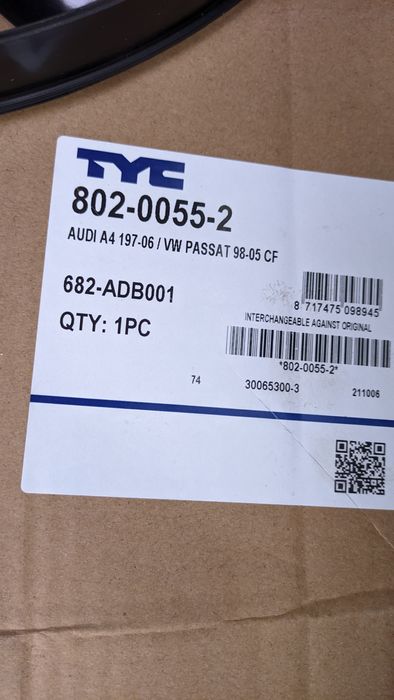 TYC
802-0055-2
AUDI A4 197-06 / VW PASSAT 98-05 CF
682-ADB001
8 717475 098945
QTY: 1PC
INTERCHANGEABLE AGAINST ORIGINAL
*802-0055-2*
74 30065300-3 211006